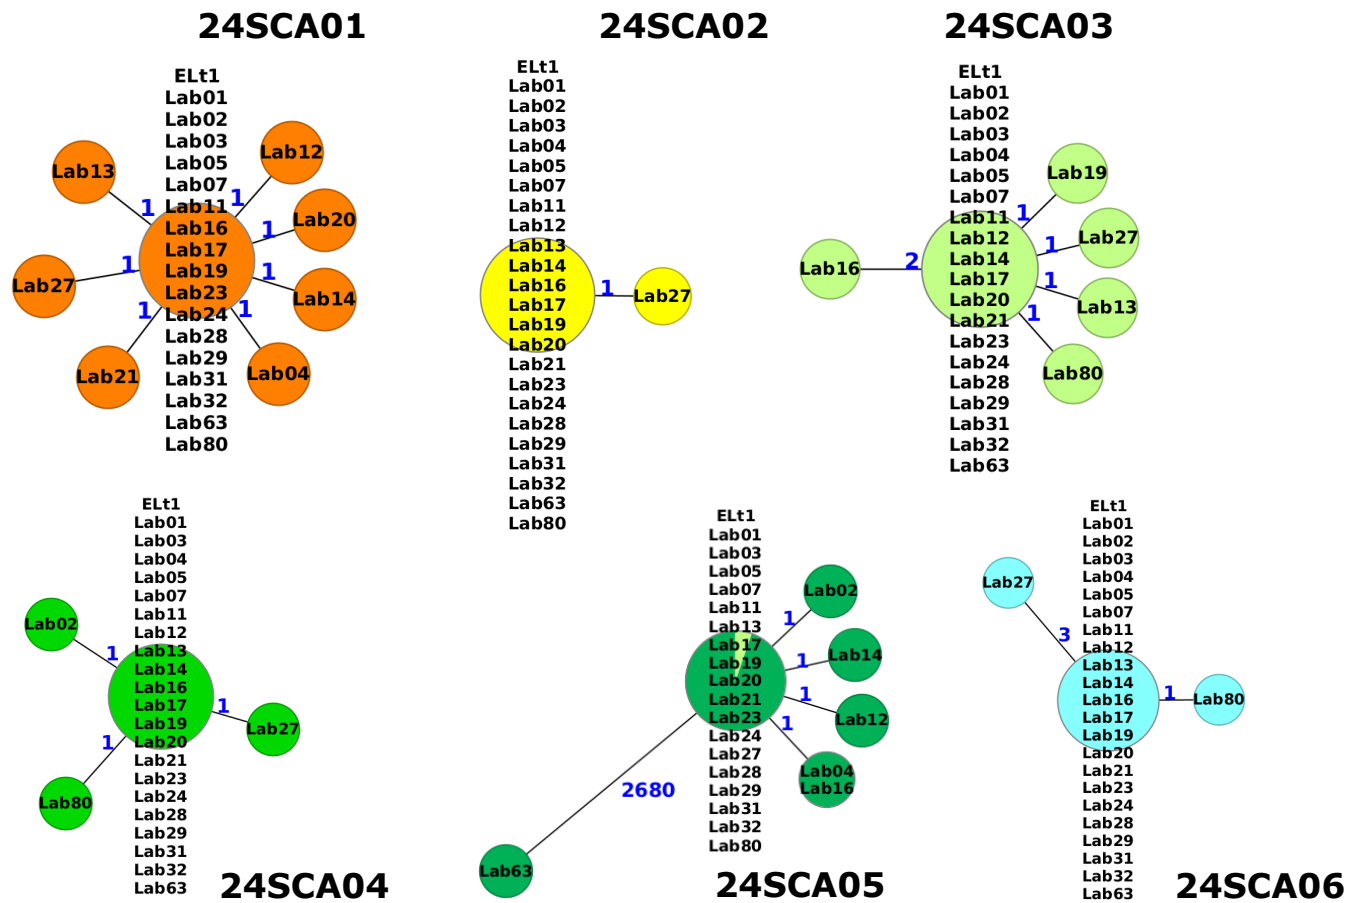 24SCA01
ELt1
Lab01
Lab02
Lab03
Lab05
Lab07
Lab11
Lab16
Lab17
Lab19
Lab23
Lab24
Lab28
Lab29
Lab31
Lab32
Lab63
Lab80
Lab13
1
Lab12
1
Lab20
1
Lab27
1
Lab14
1
Lab21
1
Lab04
1
24SCA02
ELt1
Lab01
Lab02
Lab03
Lab04
Lab05
Lab07
Lab11
Lab12
Lab13
Lab14
Lab16
Lab17
Lab19
Lab20
Lab21
Lab23
Lab24
Lab28
Lab29
Lab31
Lab32
Lab63
Lab80
1
Lab27
24SCA03
ELt1
Lab01
Lab02
Lab03
Lab04
Lab05
Lab07
Lab11
Lab12
Lab14
Lab17
Lab20
Lab21
Lab23
Lab24
Lab28
Lab29
Lab31
Lab32
Lab63
Lab16
2
Lab19
1
Lab27
1
Lab13
1
Lab80
1
ELt1
Lab01
Lab03
Lab04
Lab05
Lab07
Lab11
Lab12
Lab13
Lab14
Lab16
Lab17
Lab19
Lab20
Lab21
Lab23
Lab24
Lab28
Lab29
Lab31
Lab32
Lab63
Lab02
1
Lab27
1
Lab80
1
24SCA04
ELt1
Lab01
Lab03
Lab05
Lab07
Lab11
Lab13
Lab17
Lab19
Lab20
Lab21
Lab23
Lab24
Lab27
Lab28
Lab29
Lab31
Lab32
Lab80
Lab02
1
Lab14
1
Lab12
1
Lab04
Lab16
1
2680
Lab63
24SCA05
ELt1
Lab01
Lab02
Lab03
Lab04
Lab05
Lab07
Lab11
Lab12
Lab13
Lab14
Lab16
Lab17
Lab19
Lab20
Lab21
Lab23
Lab24
Lab28
Lab29
Lab31
Lab32
Lab63
Lab27
3
1
Lab80
24SCA06